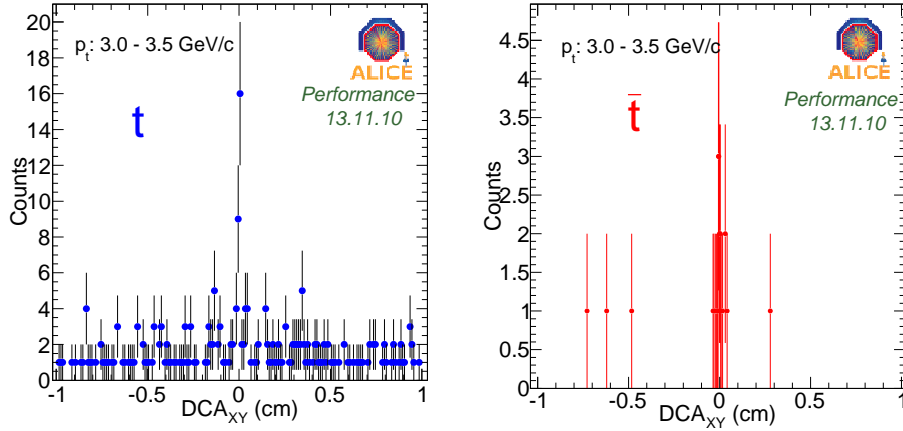 p_t: 3.0 - 3.5 GeV/c
ALICE
Performance
13.11.10
t
Counts
20
18
16
14
12
10
8
6
4
2
0
-1
-0.5
0
0.5
1
DCA_XY (cm)
p_t: 3.0 - 3.5 GeV/c
ALICE
Performance
13.11.10
t̅
Counts
4.5
4
3.5
3
2.5
2
1.5
1
0.5
0
-1
-0.5
0
0.5
1
DCA_XY (cm)